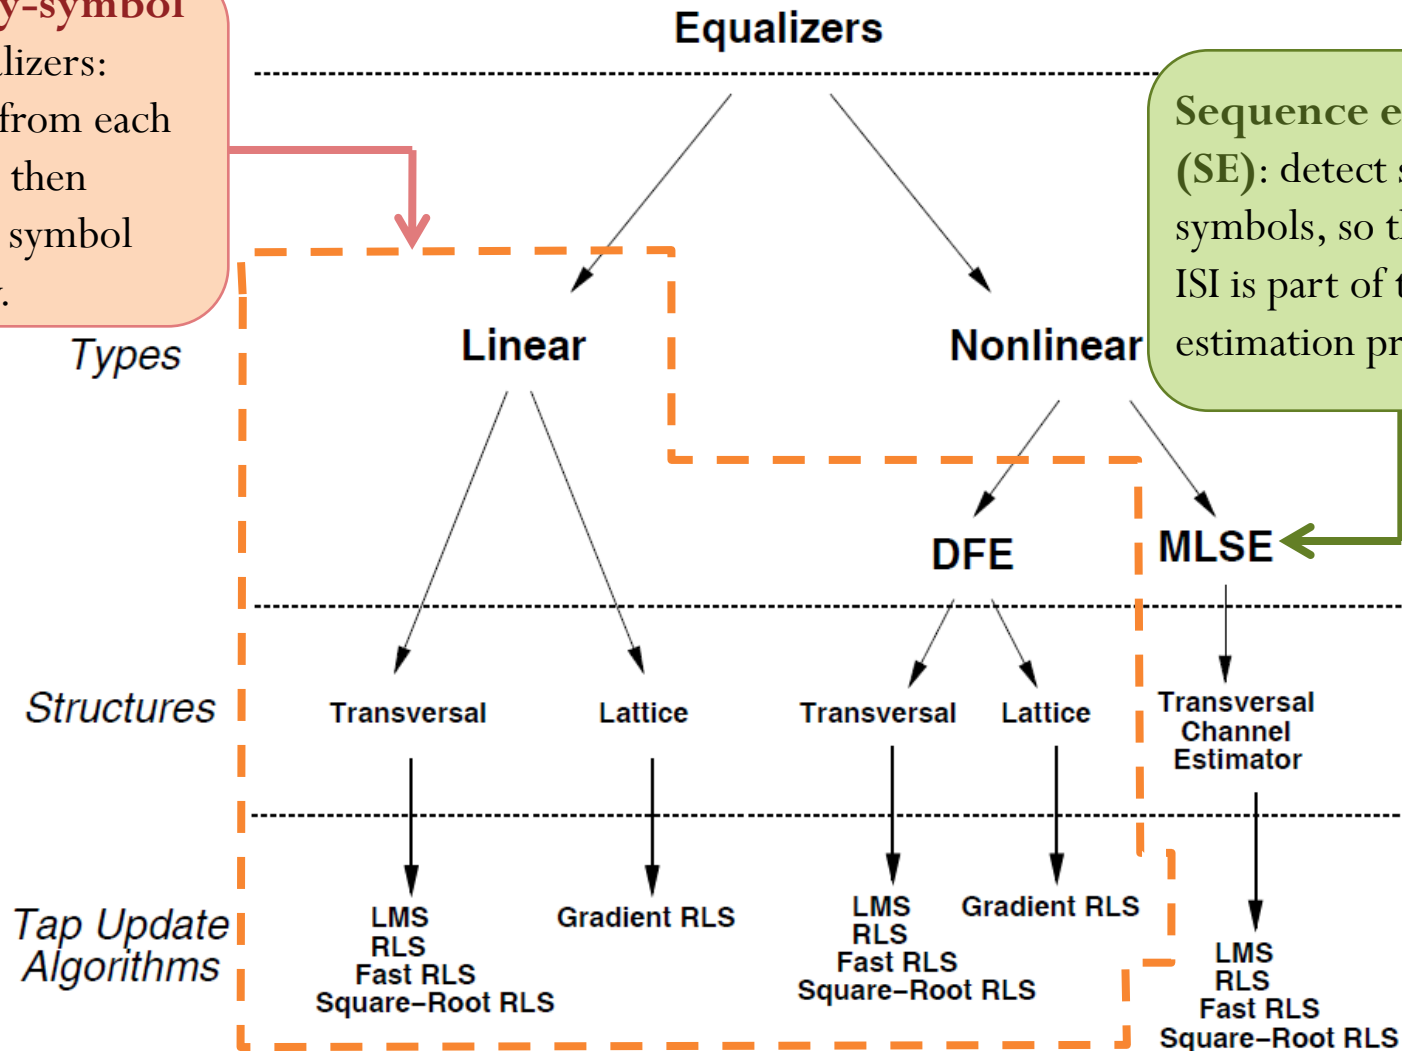 y-symbol
lizers:
from each
then
symbol
Equalizers
Sequence e
(SE): detect s
symbols, so t
ISI is part of t
estimation pr
Types
Linear
Nonlinear
DFE
MLSE
Structures
Transversal
Lattice
Transversal
Lattice
Transversal
Channel
Estimator
Tap Update
Algorithms
LMS
RLS
Fast RLS
Square–Root RLS
Gradient RLS
LMS
RLS
Fast RLS
Square–Root RLS
Gradient RLS
LMS
RLS
Fast RLS
Square–Root RLS